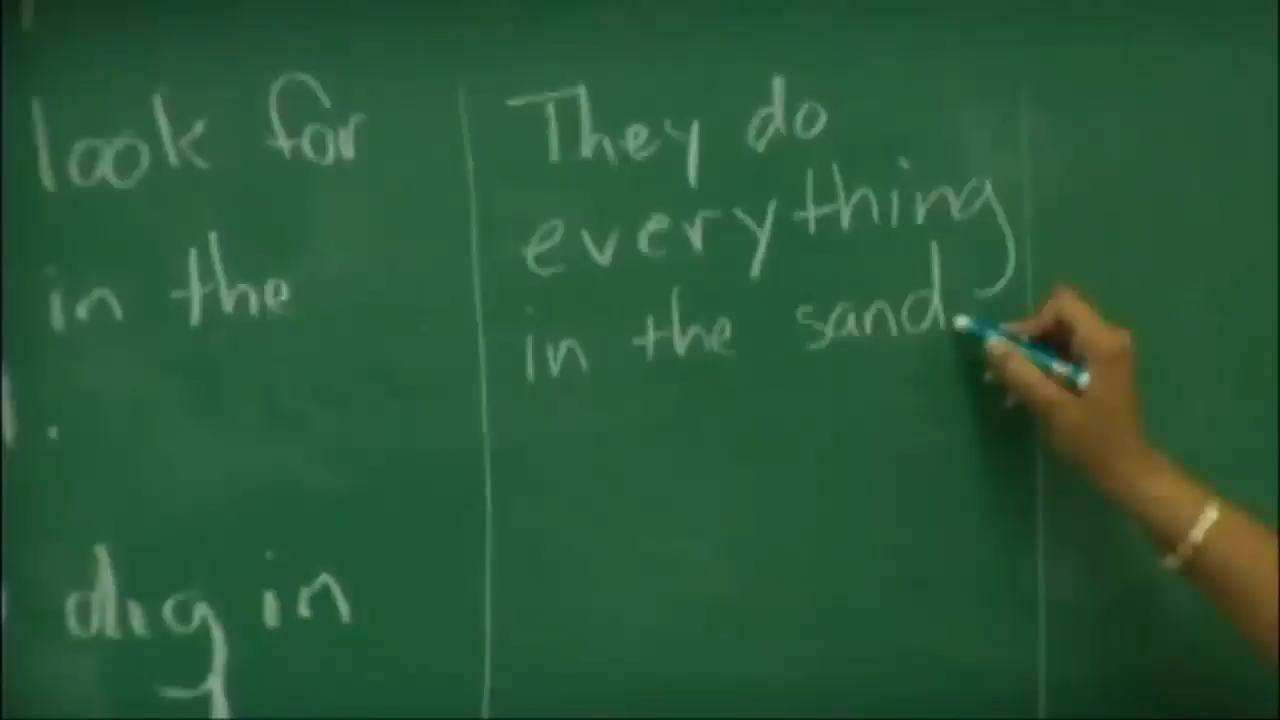 look for
in the
.
dig in
They do
everything
in the sand.